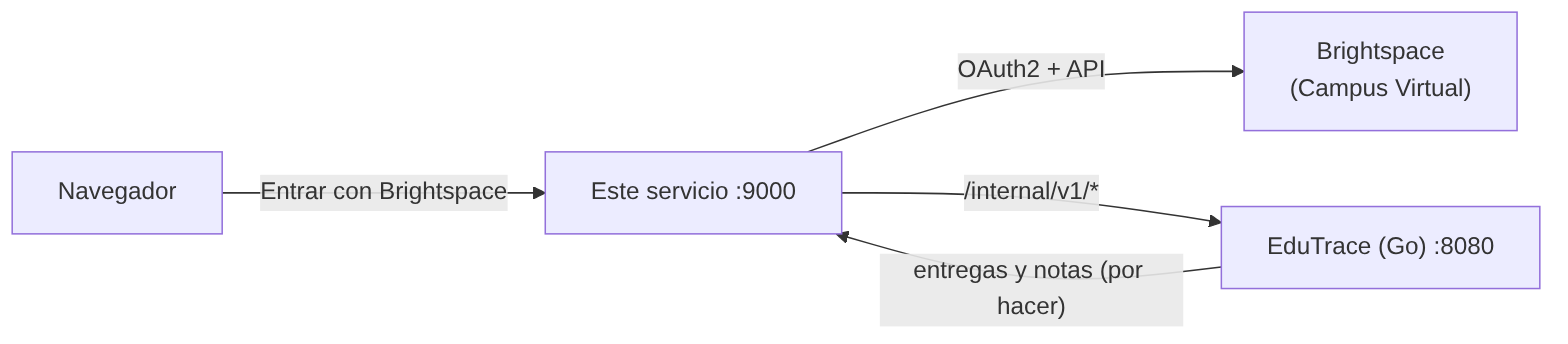 Navegador
Entrar con Brightspace
Este servicio :9000
OAuth2 + API
Brightspace
(Campus Virtual)
/internal/v1/*
EduTrace (Go) :8080
entregas y notas (por
hacer)